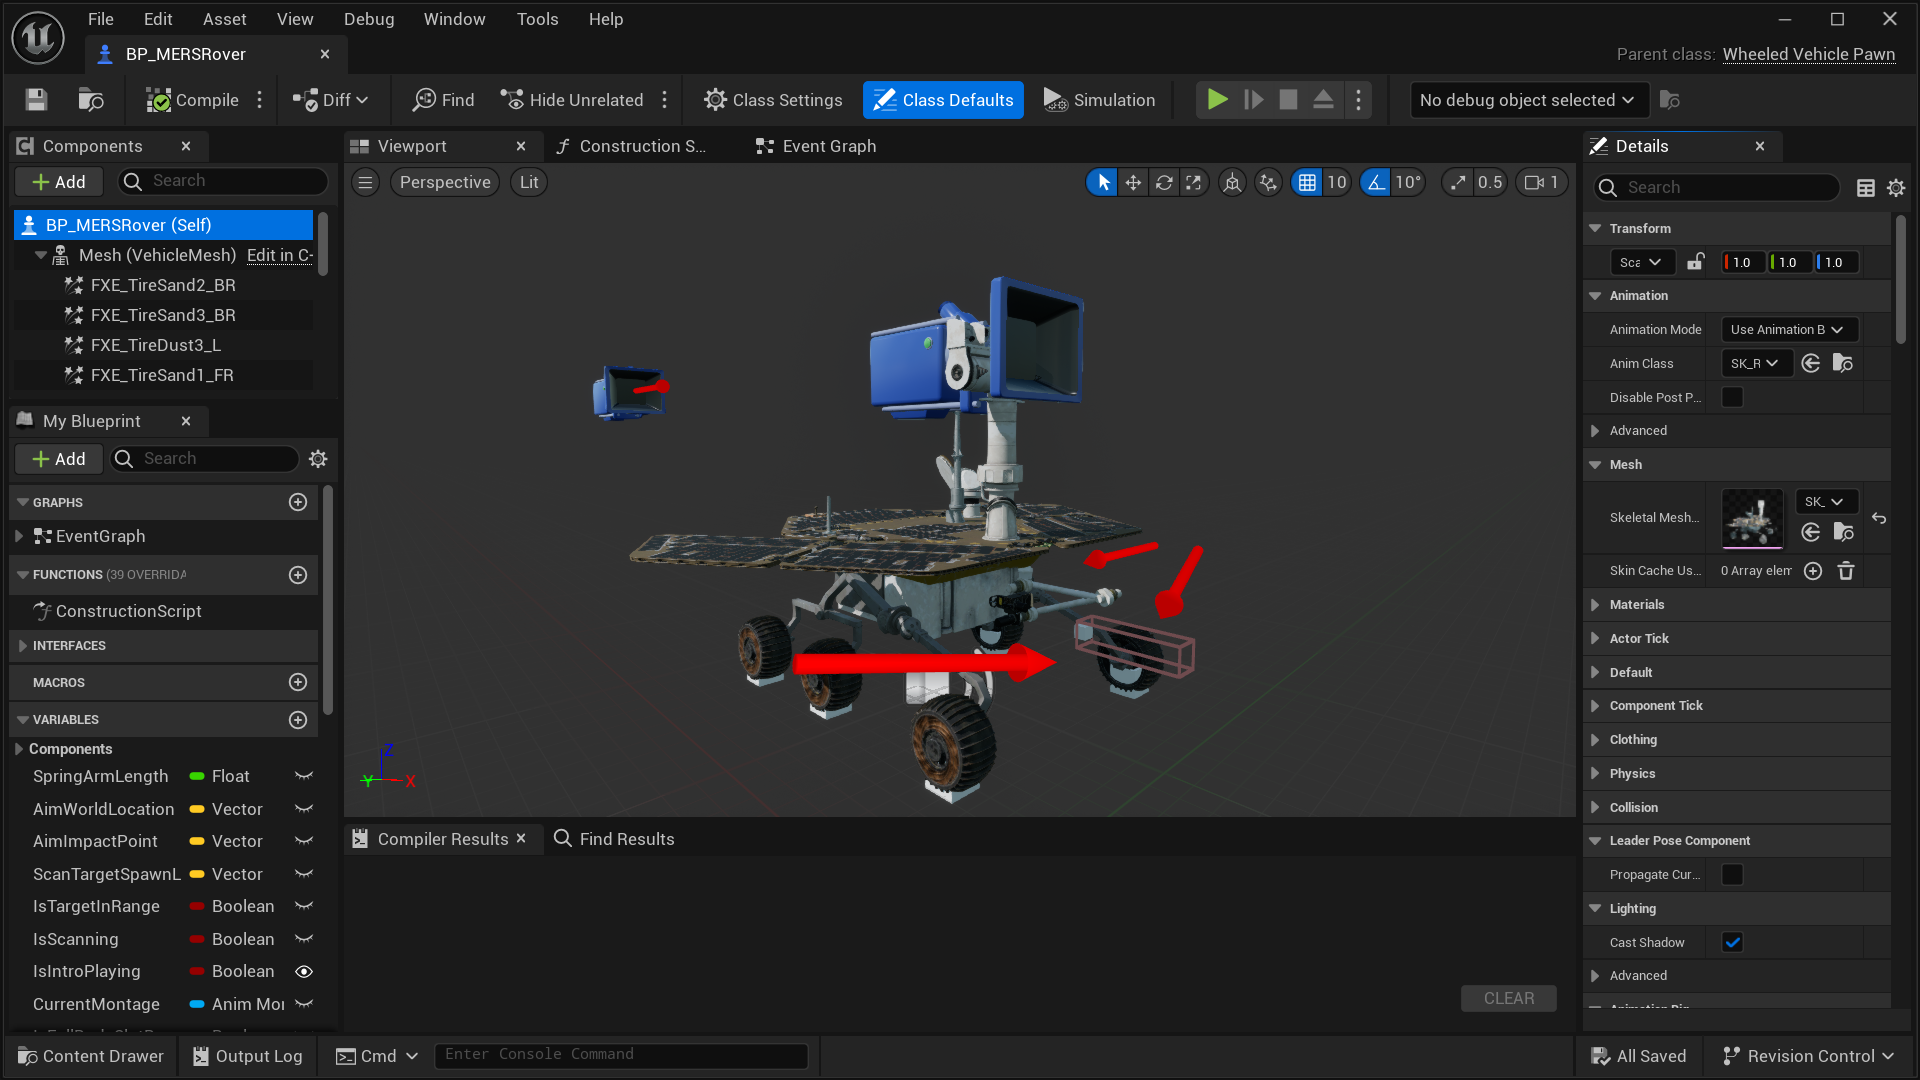 File Edit Asset View Debug Window Tools Help
BP_MERSRover
Parent class: Wheeled Vehicle Pawn
Compile Diff Find Hide Unrelated Class Settings Class Defaults Simulation No debug object selected
Components
Add Search
BP_MERSRover (Self)
Mesh (VehicleMesh) Edit in C-
FXE_TireSand2_BR
FXE_TireSand3_BR
FXE_TireDust3_L
FXE_TireSand1_FR
My Blueprint
Add Search
GRAPHS
EventGraph
FUNCTIONS (39 OVERRIDA
ConstructionScript
INTERFACES
MACROS
VARIABLES
Components
SpringArmLength Float
AimWorldLocation Vector
AimImpactPoint Vector
ScanTargetSpawnL Vector
IsTargetInRange Boolean
IsScanning Boolean
IsIntroPlaying Boolean
CurrentMontage Anim Mon
Viewport Construction S... Event Graph
Perspective Lit 10 10° 0.5 1
Z
Y X
Compiler Results Find Results
CLEAR
Details
Search
Transform
Sca 1.0 1.0 1.0
Animation
Animation Mode Use Animation B
Anim Class SK_R
Disable Post P...
Advanced
Mesh
Skeletal Mesh... SK_
Skin Cache Us... 0 Array elem
Materials
Actor Tick
Default
Component Tick
Clothing
Physics
Collision
Leader Pose Component
Propagate Cur...
Lighting
Cast Shadow
Advanced
Content Drawer Output Log Cmd Enter Console Command All Saved Revision Control